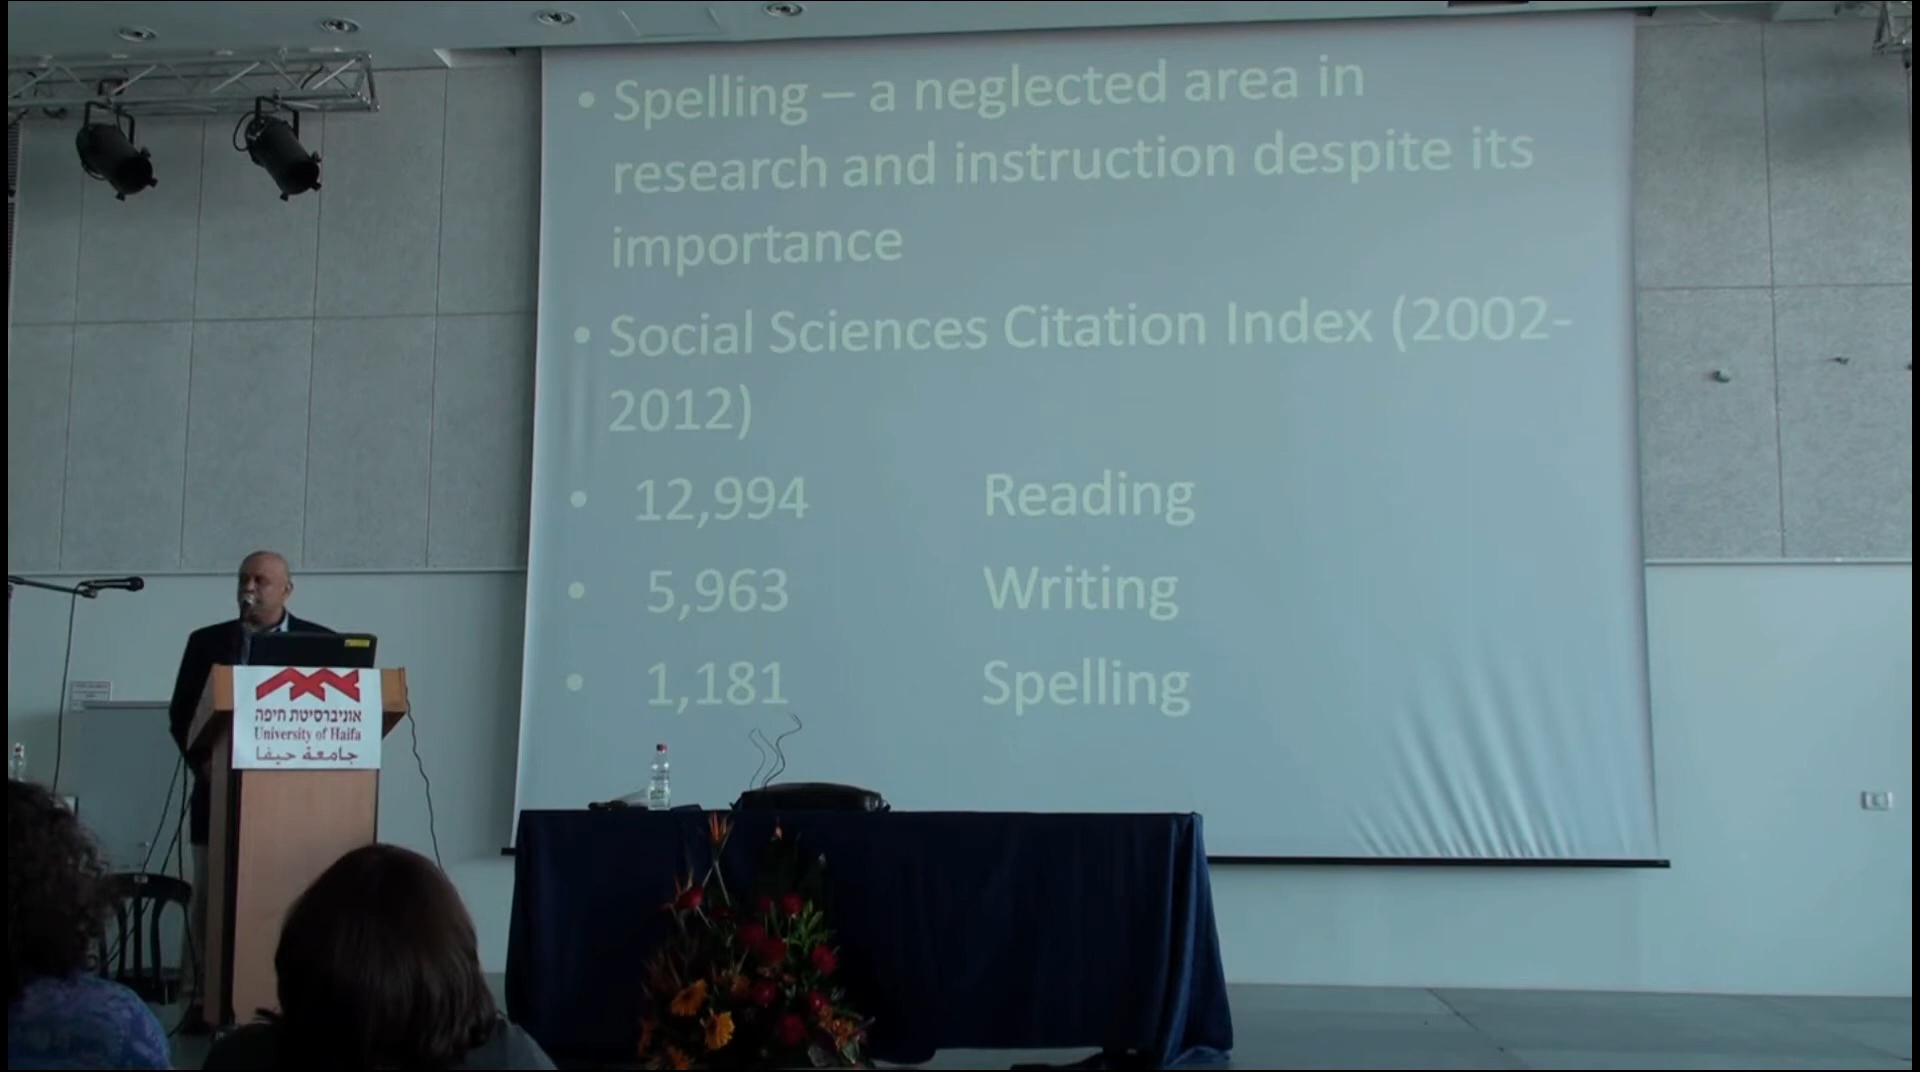 • Spelling – a neglected area in
research and instruction despite its
importance
• Social Sciences Citation Index (2002-
2012)
• 12,994 Reading
• 5,963 Writing
• 1,181 Spelling
אוניברסיטת חיפה
University of Haifa
جامعة حيفا